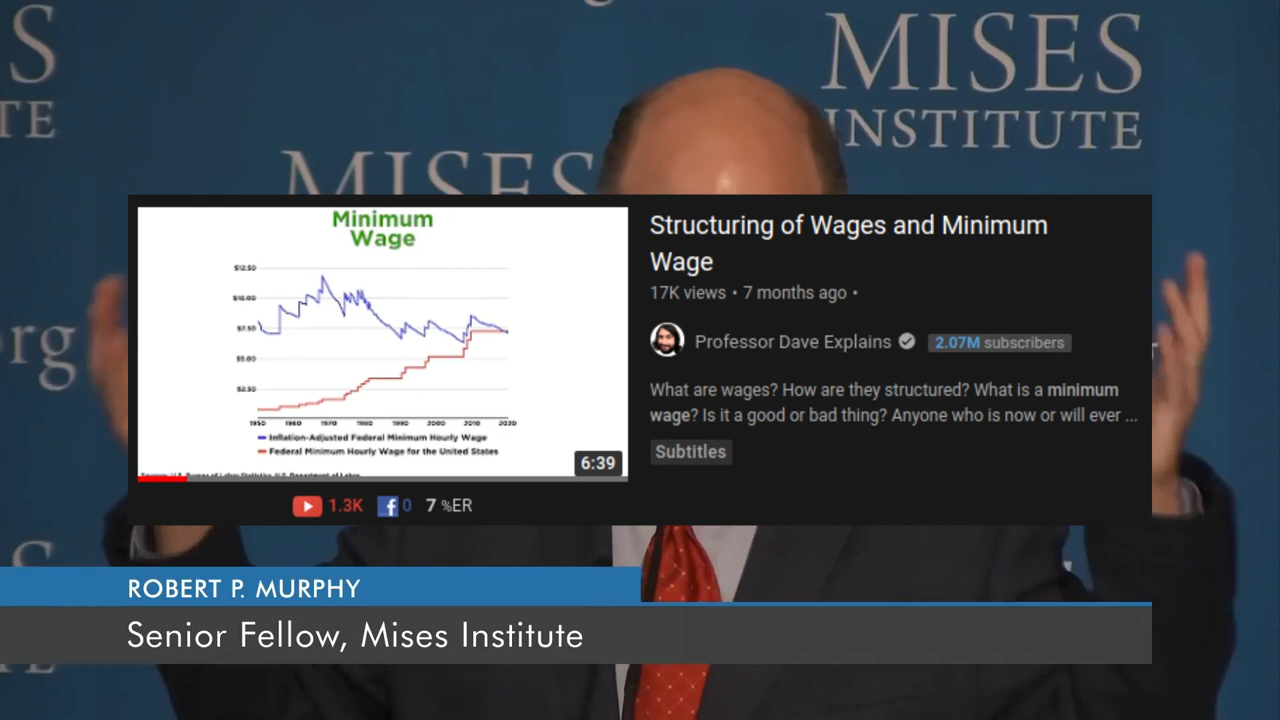 S
TE
MISES
INSTITUTE
MISES
rg
Minimum
Wage
$12.50
$10.00
$7.50
$5.00
$2.50
1950 1960 1970 1980 1990 2000 2010 2020
Inflation-Adjusted Federal Minimum Hourly Wage
Federal Minimum Hourly Wage for the United States
6:39
1.3K 0 7 %ER
Structuring of Wages and Minimum
Wage
17K views • 7 months ago •
Professor Dave Explains 2.07M subscribers
What are wages? How are they structured? What is a minimum
wage? Is it a good or bad thing? Anyone who is now or will ever ...
Subtitles
ROBERT P. MURPHY
Senior Fellow, Mises Institute